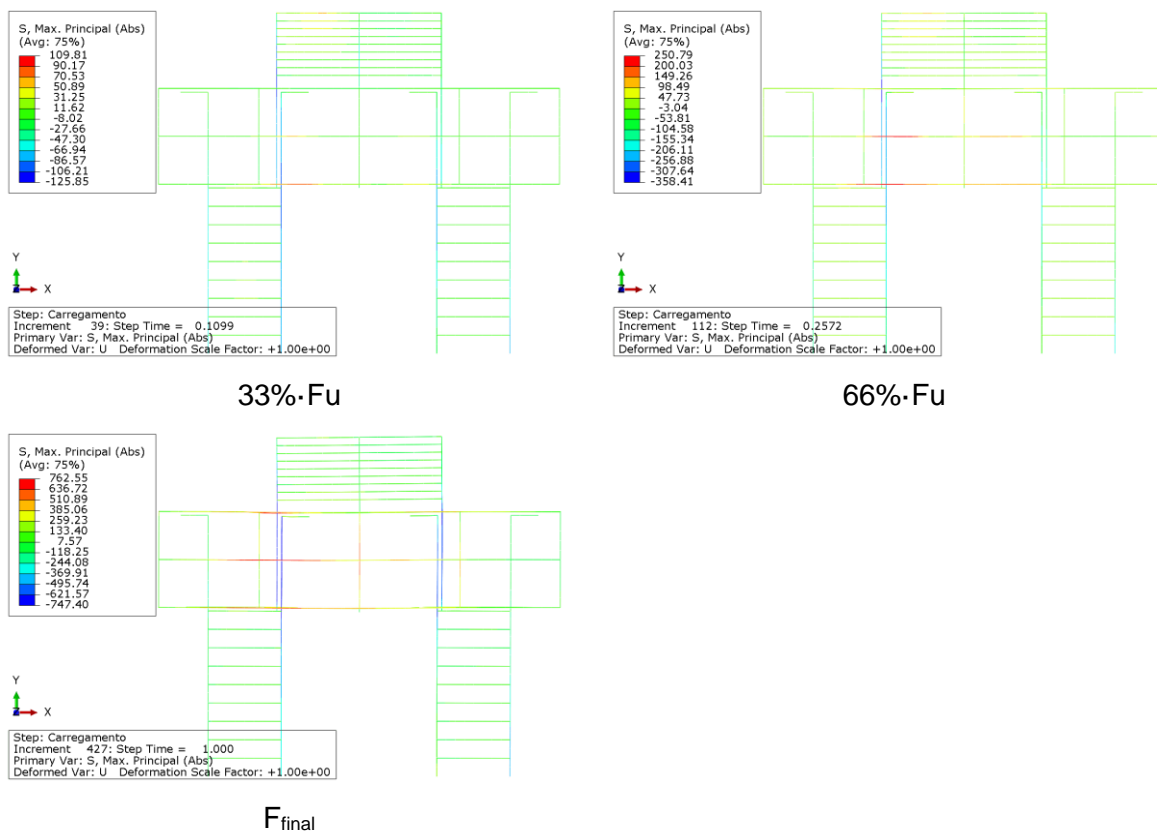 S, Max. Principal (Abs)
(Avg: 75%)
109.81
90.17
70.53
50.89
31.25
11.62
-8.02
-27.66
-47.30
-66.94
-86.57
-106.21
-125.85
Y
X
Z
Step: Carregamento
Increment 39: Step Time = 0.1099
Primary Var: S, Max. Principal (Abs)
Deformed Var: U Deformation Scale Factor: +1.00e+00
33%·Fu
S, Max. Principal (Abs)
(Avg: 75%)
250.79
200.03
149.26
98.49
47.73
-3.04
-53.81
-104.58
-155.34
-206.11
-256.88
-307.64
-358.41
Y
X
Z
Step: Carregamento
Increment 112: Step Time = 0.2572
Primary Var: S, Max. Principal (Abs)
Deformed Var: U Deformation Scale Factor: +1.00e+00
66%·Fu
S, Max. Principal (Abs)
(Avg: 75%)
762.55
636.72
510.89
385.06
259.23
133.40
7.57
-118.25
-244.08
-369.91
-495.74
-621.57
-747.40
Y
X
Z
Step: Carregamento
Increment 427: Step Time = 1.000
Primary Var: S, Max. Principal (Abs)
Deformed Var: U Deformation Scale Factor: +1.00e+00
Ffinal